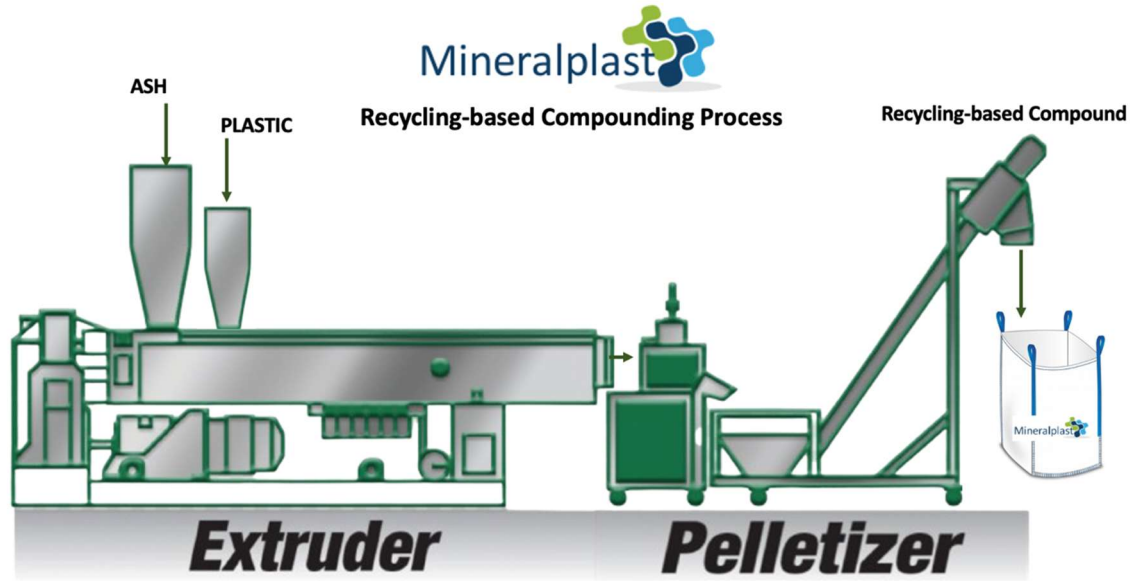 Mineralplast
Recycling-based Compounding Process
ASH
PLASTIC
Recycling-based Compound
Mineralplast
Extruder
Pelletizer